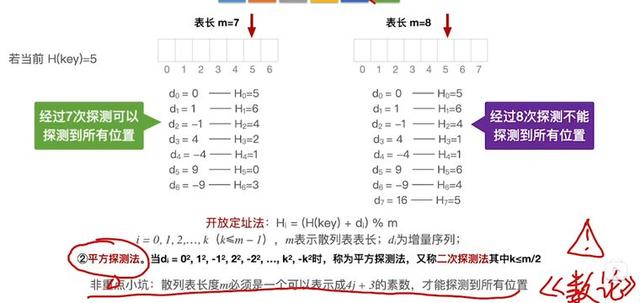 表长 m=7 表长 m=8
若当前 H(key)=5
0 1 2 3 4 5 6 0 1 2 3 4 5 6 7
经过7次探测可以
探测到所有位置
d₀ = 0 —— H₀=5
d₁ = 1 —— H₁=6
d₂ = -1 —— H₂=4
d₃ = 4 —— H₃=2
d₄ = -4 —— H₄=1
d₅ = 9 —— H₅=0
d₆ = -9 —— H₆=3
d₀ = 0 —— H₀=5
d₁ = 1 —— H₁=6
d₂ = -1 —— H₂=4
d₃ = 4 —— H₃=1
d₄ = -4 —— H₄=1
d₅ = 9 —— H₅=6
d₆ = -9 —— H₆=4
d₇ = 16 —— H₇=5
经过8次探测不能
探测到所有位置
开放定址法：Hᵢ = (H(key) + dᵢ) % m
i = 0, 1, 2,…, k（k≤m – 1），m表示散列表表长；dᵢ为增量序列；
②平方探测法。当dᵢ = 0², 1², -1², 2², -2², …, k², -k²时，称为平方探测法，又称二次探测法其中k≤m/2
非重点小坑：散列表长度m必须是一个可以表示成4j + 3的素数，才能探测到所有位置
!
《数论》